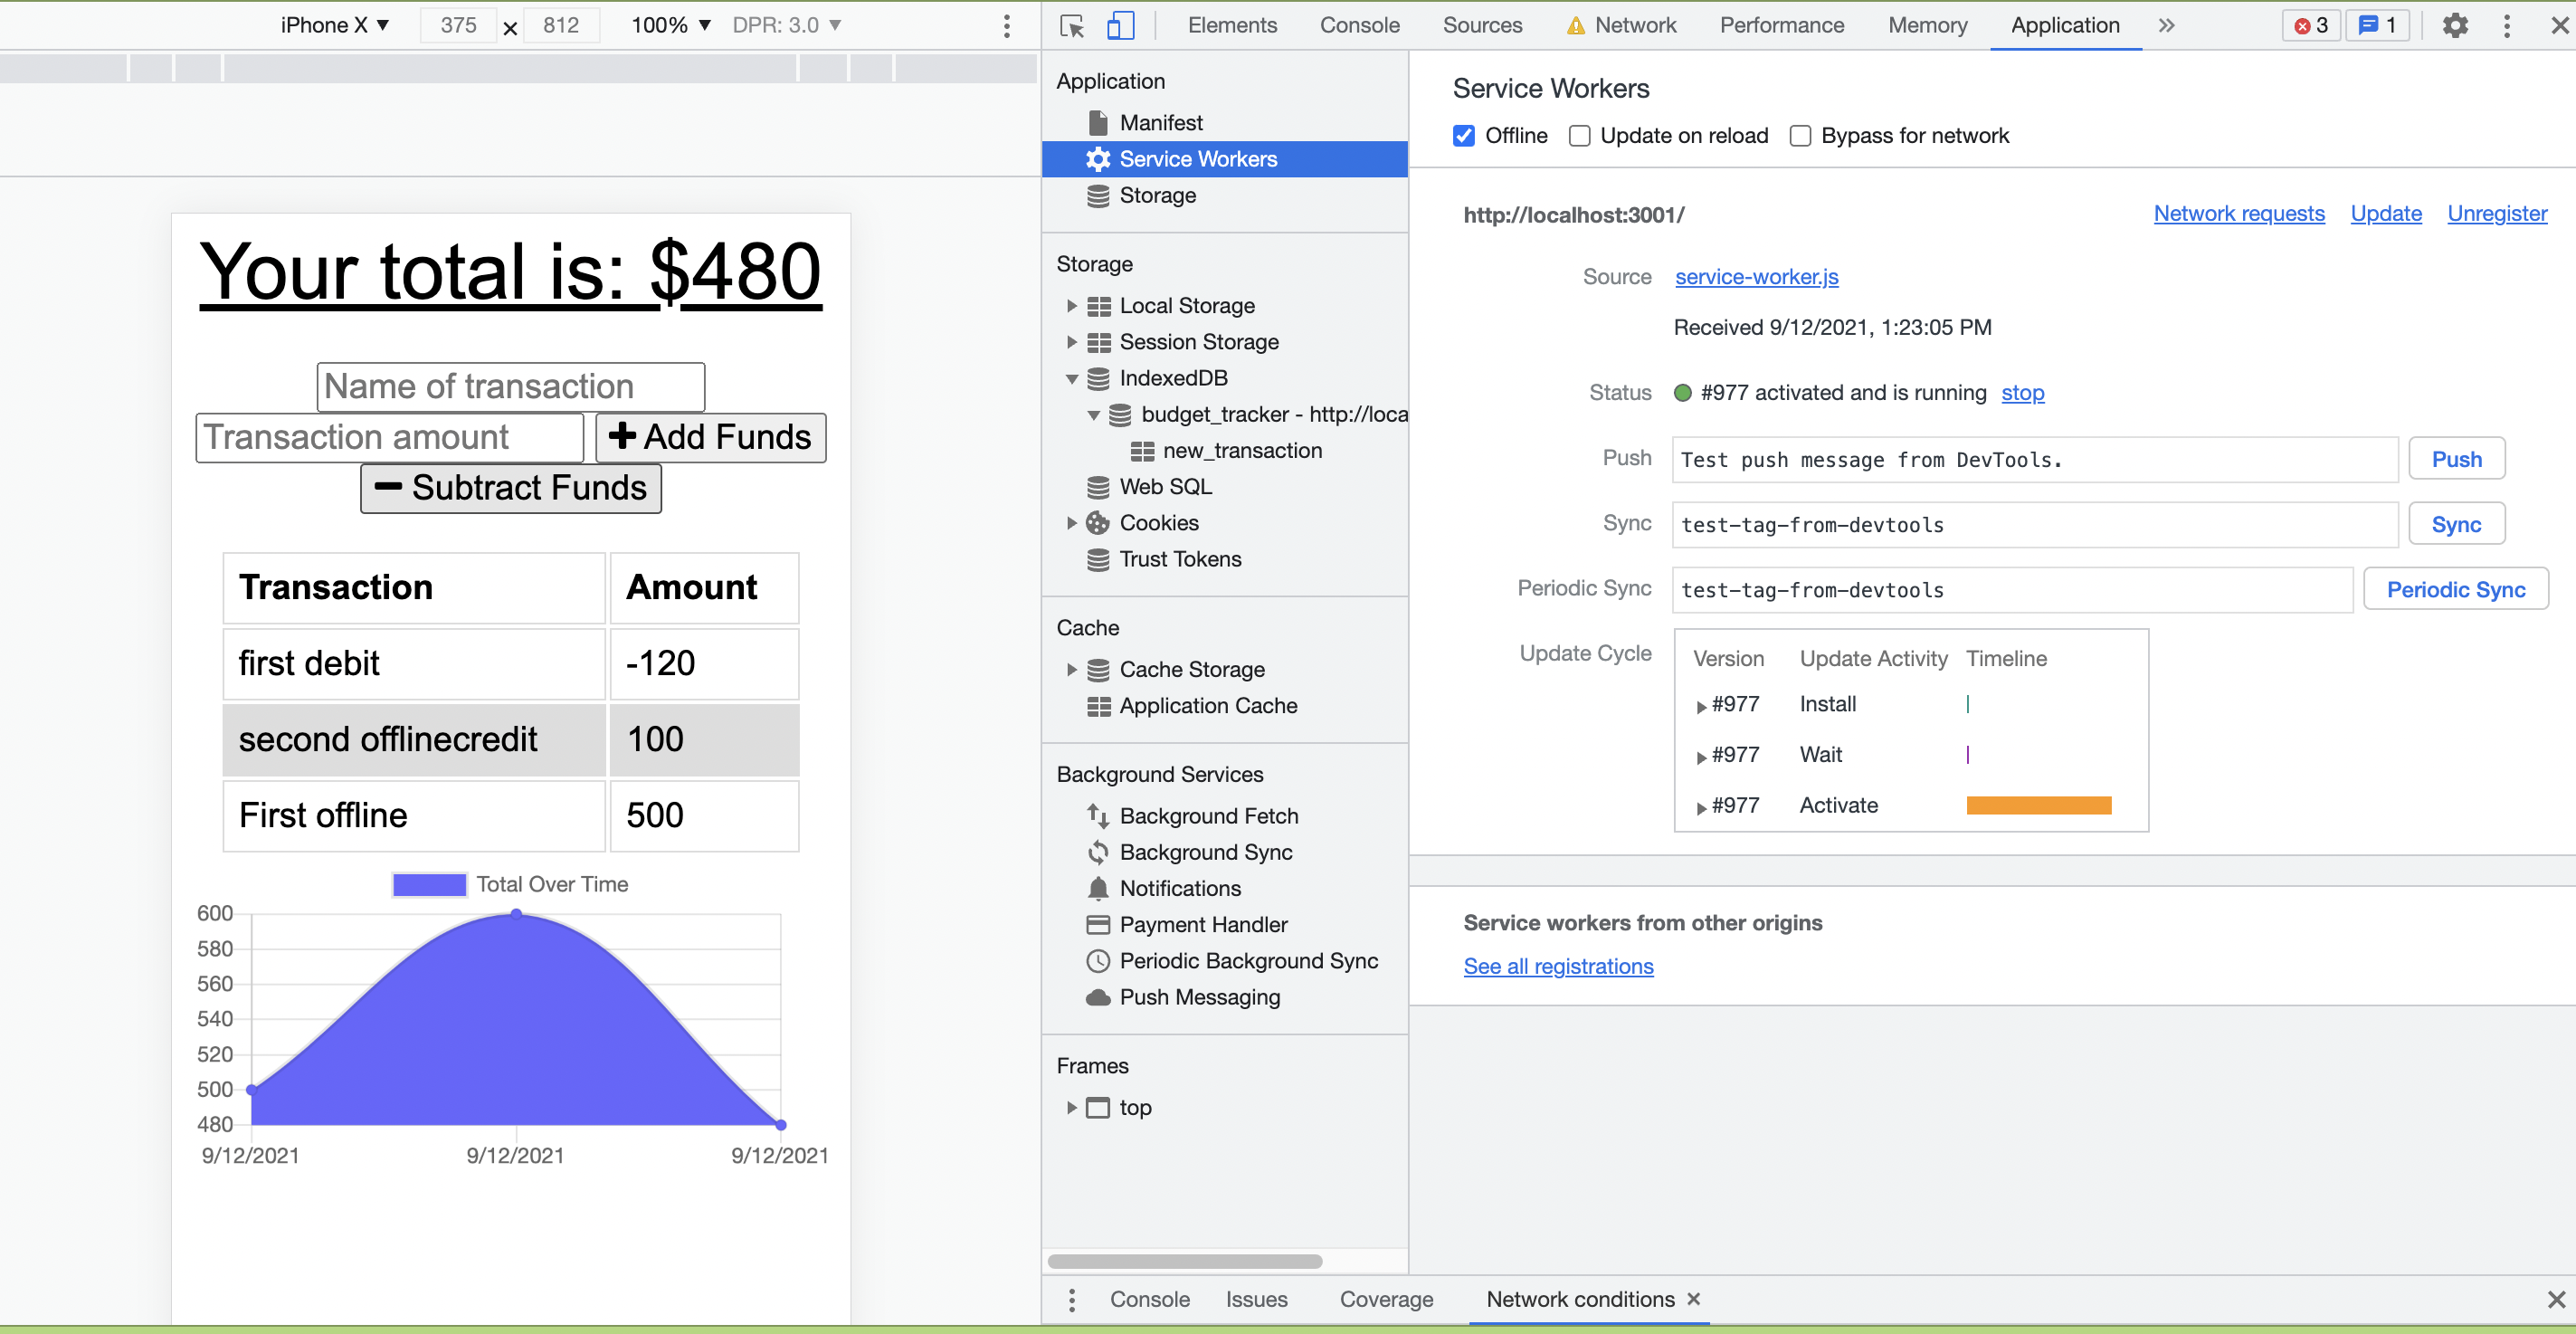 iPhone X ▼ 375 × 812 100% ▼ DPR: 3.0 ▼
Your total is: $480
Name of transaction
Transaction amount
Add Funds
Subtract Funds
Transaction Amount
first debit -120
second offlinecredit 100
First offline 500
Total Over Time
600
580
560
540
520
500
480
9/12/2021 9/12/2021 9/12/2021
Elements Console Sources Network Performance Memory Application » 3 1
Application
Manifest
Service Workers
Storage
Storage
Local Storage
Session Storage
IndexedDB
budget_tracker - http://loca
new_transaction
Web SQL
Cookies
Trust Tokens
Cache
Cache Storage
Application Cache
Background Services
Background Fetch
Background Sync
Notifications
Payment Handler
Periodic Background Sync
Push Messaging
Frames
top
Service Workers
Offline Update on reload Bypass for network
http://localhost:3001/ Network requests Update Unregister
Source service-worker.js
Received 9/12/2021, 1:23:05 PM
Status #977 activated and is running stop
Push Test push message from DevTools. Push
Sync test-tag-from-devtools Sync
Periodic Sync test-tag-from-devtools Periodic Sync
Update Cycle
Version Update Activity Timeline
#977 Install
#977 Wait
#977 Activate
Service workers from other origins
See all registrations
Console Issues Coverage Network conditions ×